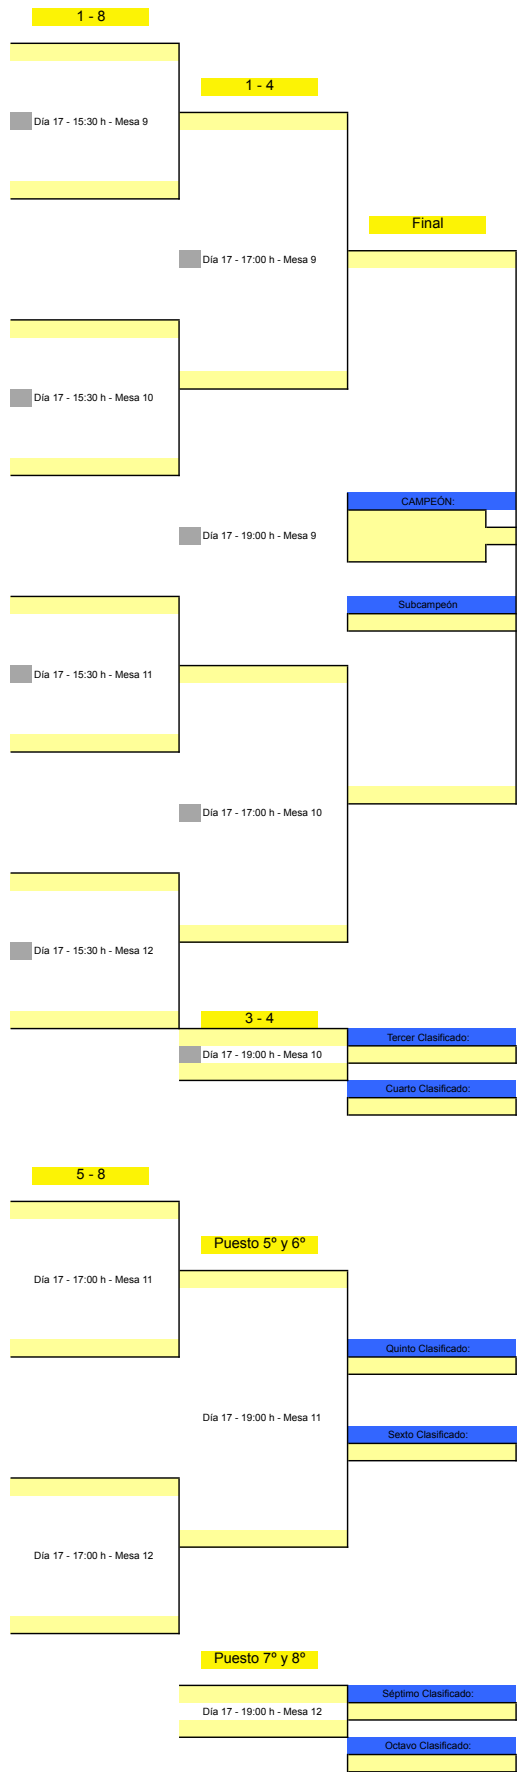 1 - 8
1 - 4
Día 17 - 15:30 h - Mesa 9
Final
Día 17 - 17:00 h - Mesa 9
Día 17 - 15:30 h - Mesa 10
CAMPEÓN:
Día 17 - 19:00 h - Mesa 9
Subcampeón
Día 17 - 15:30 h - Mesa 11
Día 17 - 17:00 h - Mesa 10
Día 17 - 15:30 h - Mesa 12
3 - 4
Tercer Clasificado:
Día 17 - 19:00 h - Mesa 10
Cuarto Clasificado:
5 - 8
Puesto 5º y 6º
Día 17 - 17:00 h - Mesa 11
Quinto Clasificado:
Día 17 - 19:00 h - Mesa 11
Sexto Clasificado:
Día 17 - 17:00 h - Mesa 12
Puesto 7º y 8º
Séptimo Clasificado:
Día 17 - 19:00 h - Mesa 12
Octavo Clasificado: